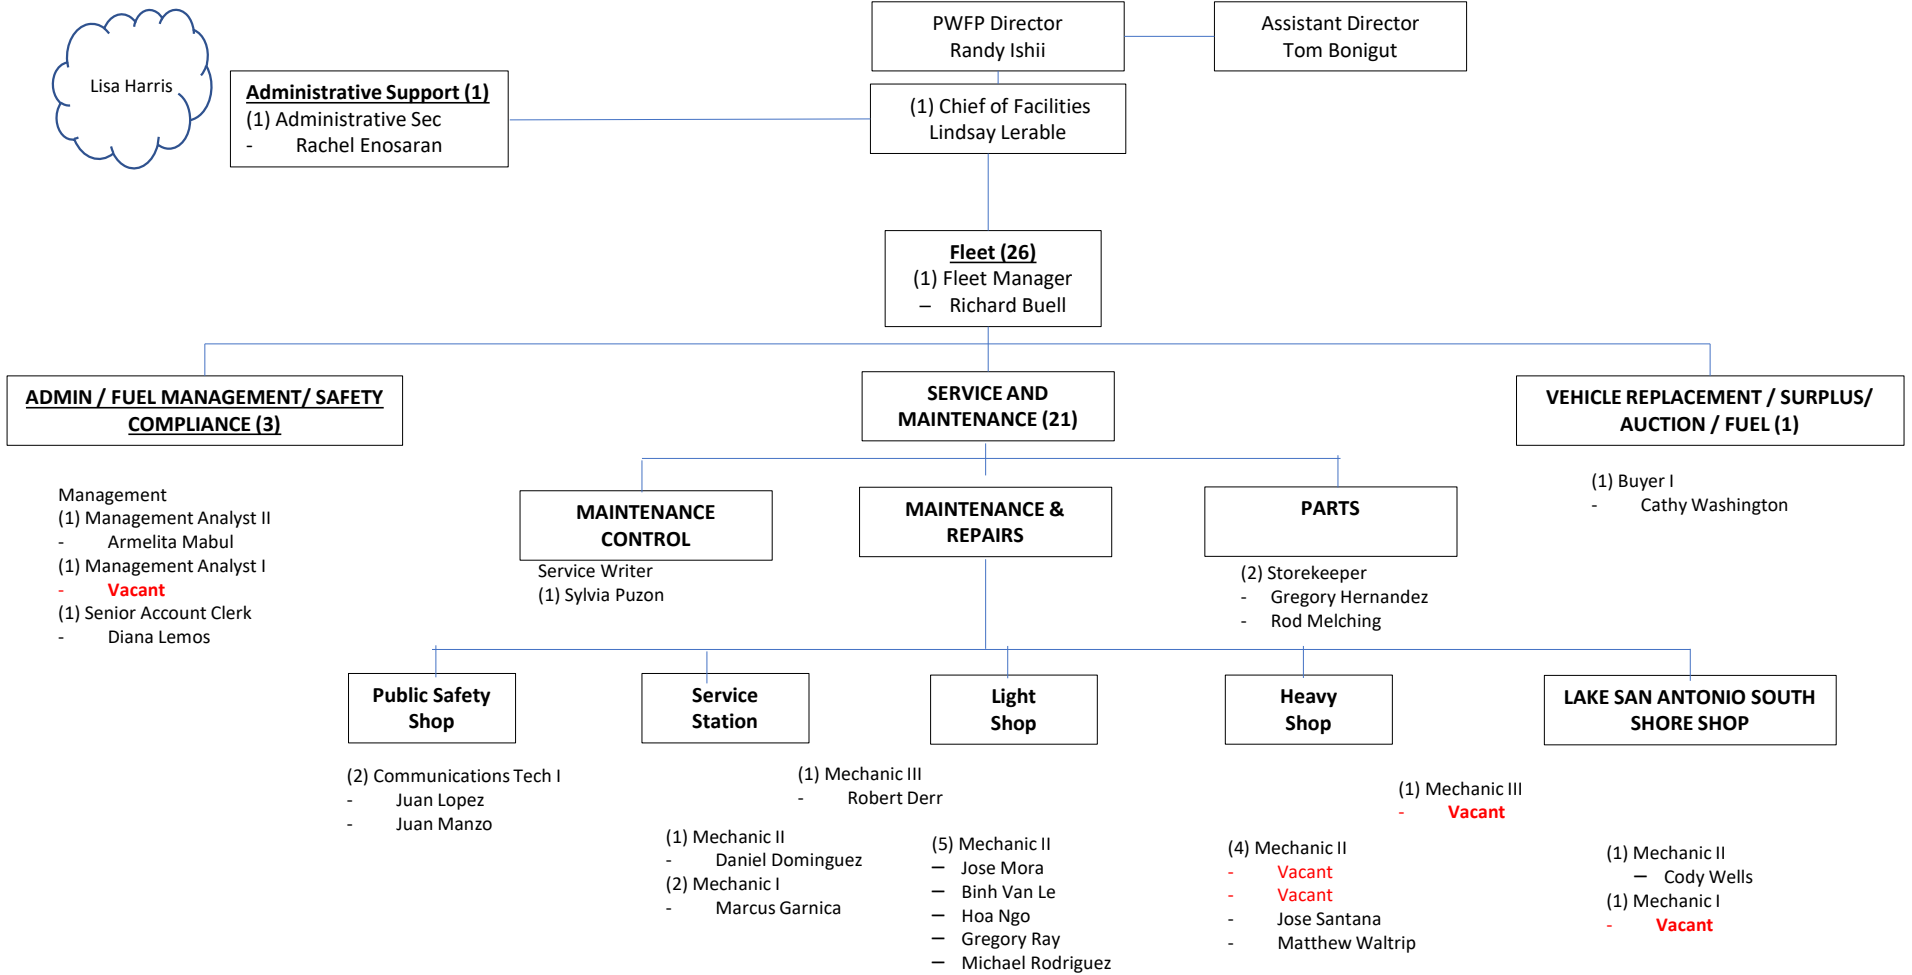 PWFP Director
Randy Ishii
Assistant Director
Tom Bonigut
Lisa Harris
Administrative Support (1)
(1) Administrative Sec
- Rachel Enosaran
(1) Chief of Facilities
Lindsay Lerable
Fleet (26)
(1) Fleet Manager
– Richard Buell
ADMIN / FUEL MANAGEMENT/ SAFETY
COMPLIANCE (3)
SERVICE AND
MAINTENANCE (21)
VEHICLE REPLACEMENT / SURPLUS/
AUCTION / FUEL (1)
Management
(1) Management Analyst II
- Armelita Mabul
(1) Management Analyst I
- Vacant
(1) Senior Account Clerk
- Diana Lemos
MAINTENANCE
CONTROL
Service Writer
(1) Sylvia Puzon
MAINTENANCE &
REPAIRS
PARTS
(2) Storekeeper
- Gregory Hernandez
- Rod Melching
(1) Buyer I
- Cathy Washington
Public Safety
Shop
Service
Station
Light
Shop
Heavy
Shop
LAKE SAN ANTONIO SOUTH
SHORE SHOP
(2) Communications Tech I
- Juan Lopez
- Juan Manzo
(1) Mechanic III
- Robert Derr
(1) Mechanic II
- Daniel Dominguez
(2) Mechanic I
- Marcus Garnica
(5) Mechanic II
– Jose Mora
– Binh Van Le
– Hoa Ngo
– Gregory Ray
– Michael Rodriguez
(1) Mechanic III
- Vacant
(4) Mechanic II
- Vacant
- Vacant
- Jose Santana
- Matthew Waltrip
(1) Mechanic II
– Cody Wells
(1) Mechanic I
- Vacant